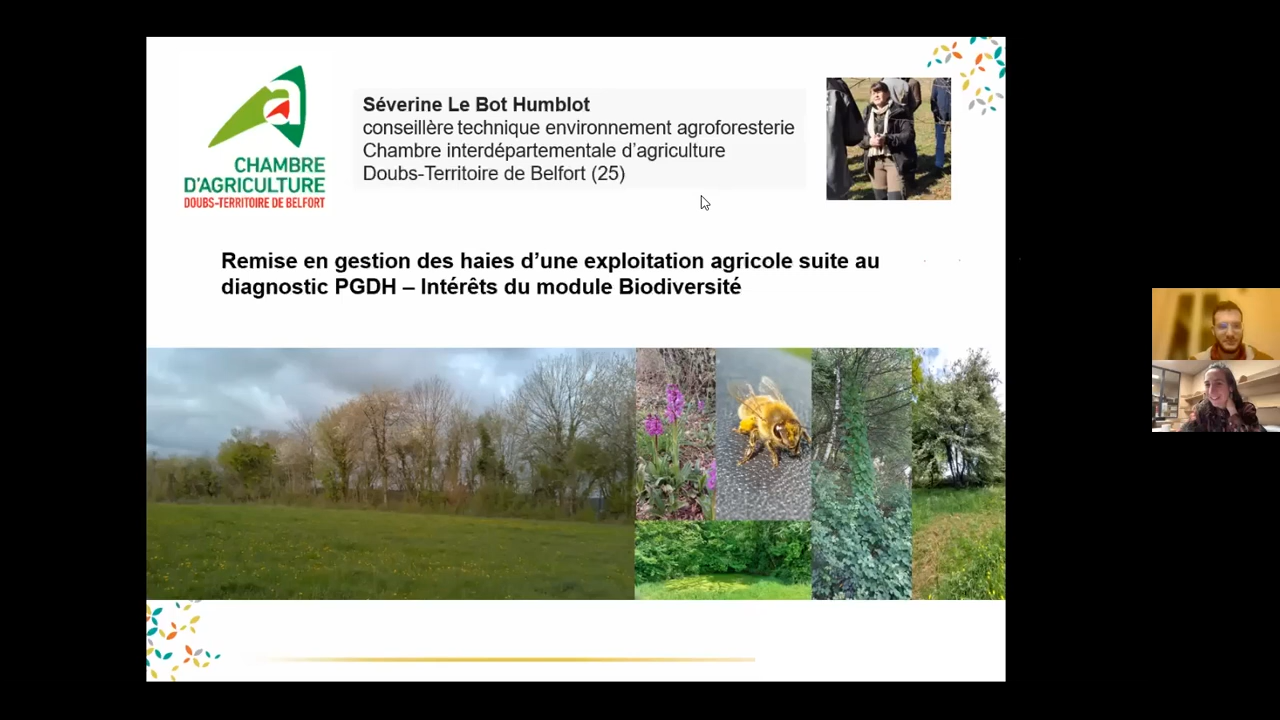 CHAMBRE
D'AGRICULTURE
DOUBS-TERRITOIRE DE BELFORT
Séverine Le Bot Humblot
conseillère technique environnement agroforesterie
Chambre interdépartementale d’agriculture
Doubs-Territoire de Belfort (25)
Remise en gestion des haies d’une exploitation agricole suite au
diagnostic PGDH – Intérêts du module Biodiversité